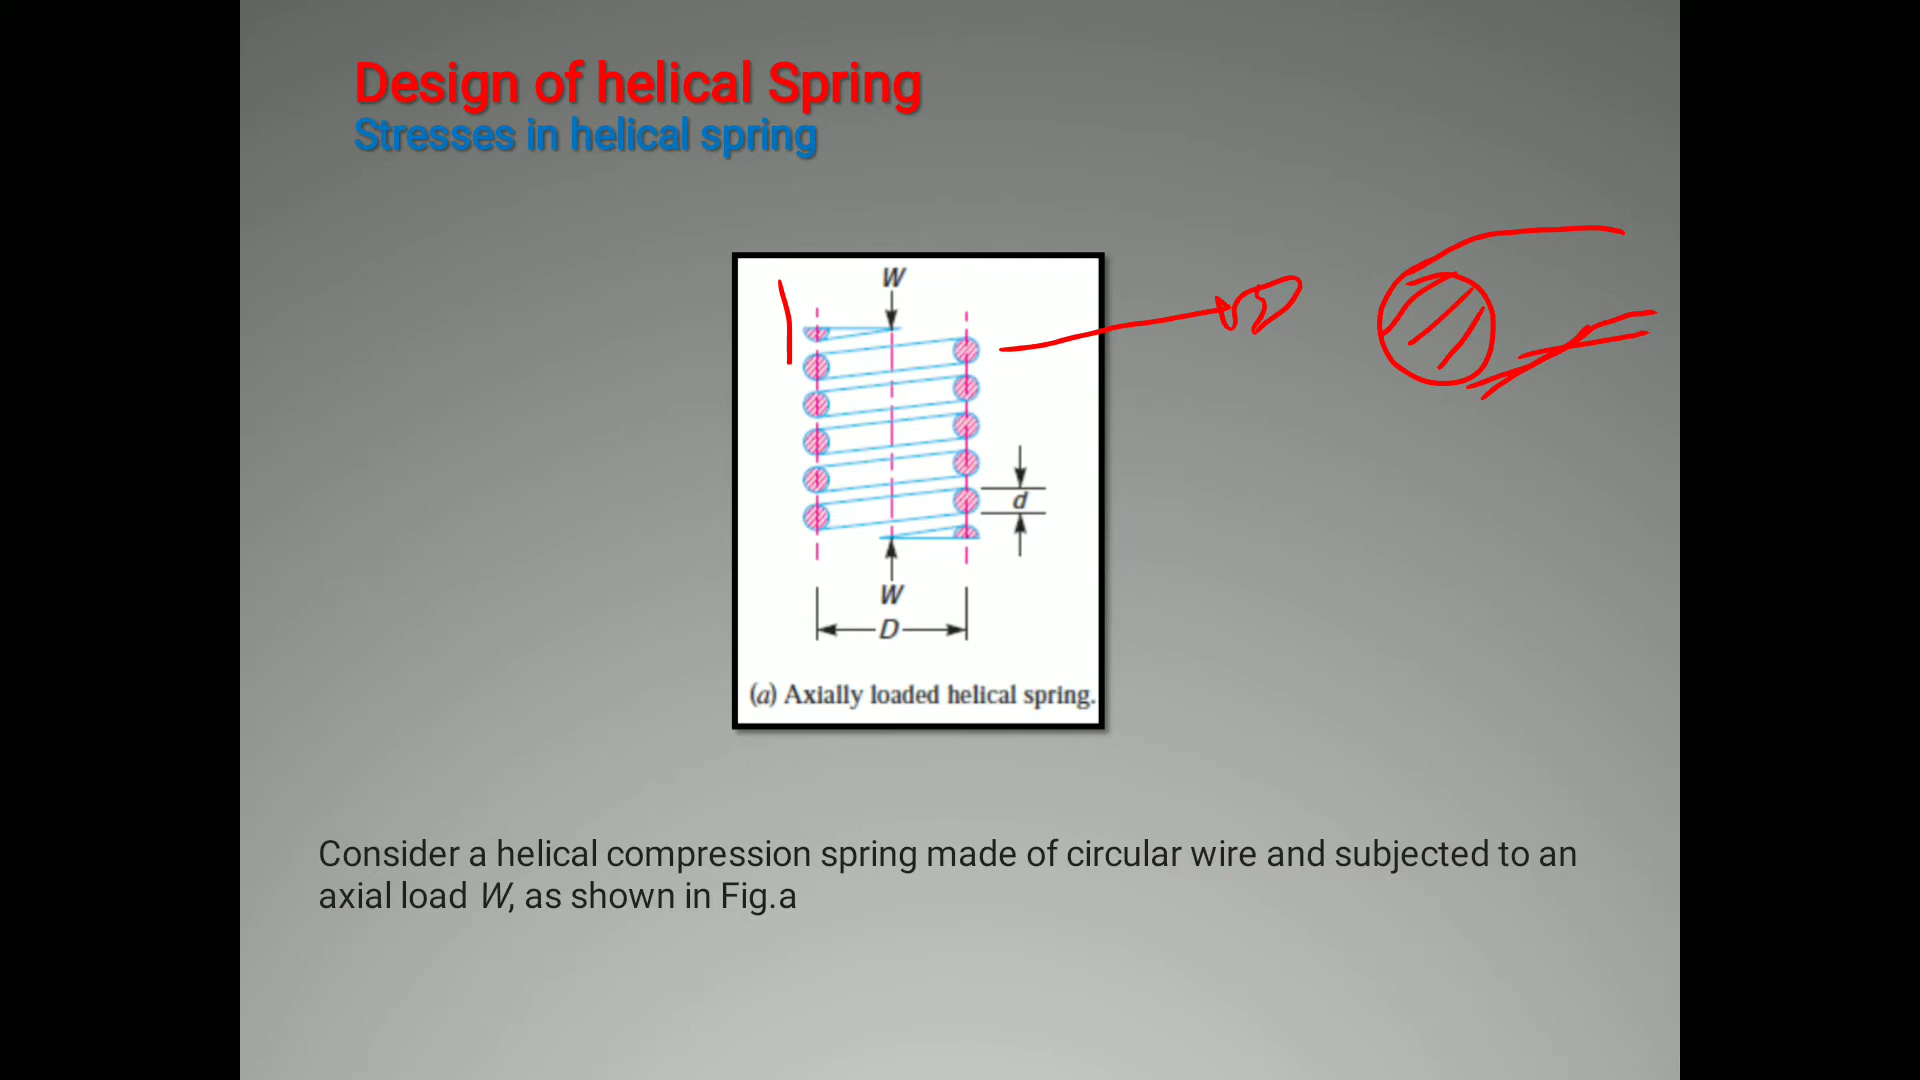 Design of helical Spring
Stresses in helical spring
W
d
W
D
(a) Axially loaded helical spring.
Consider a helical compression spring made of circular wire and subjected to an
axial load W, as shown in Fig.a